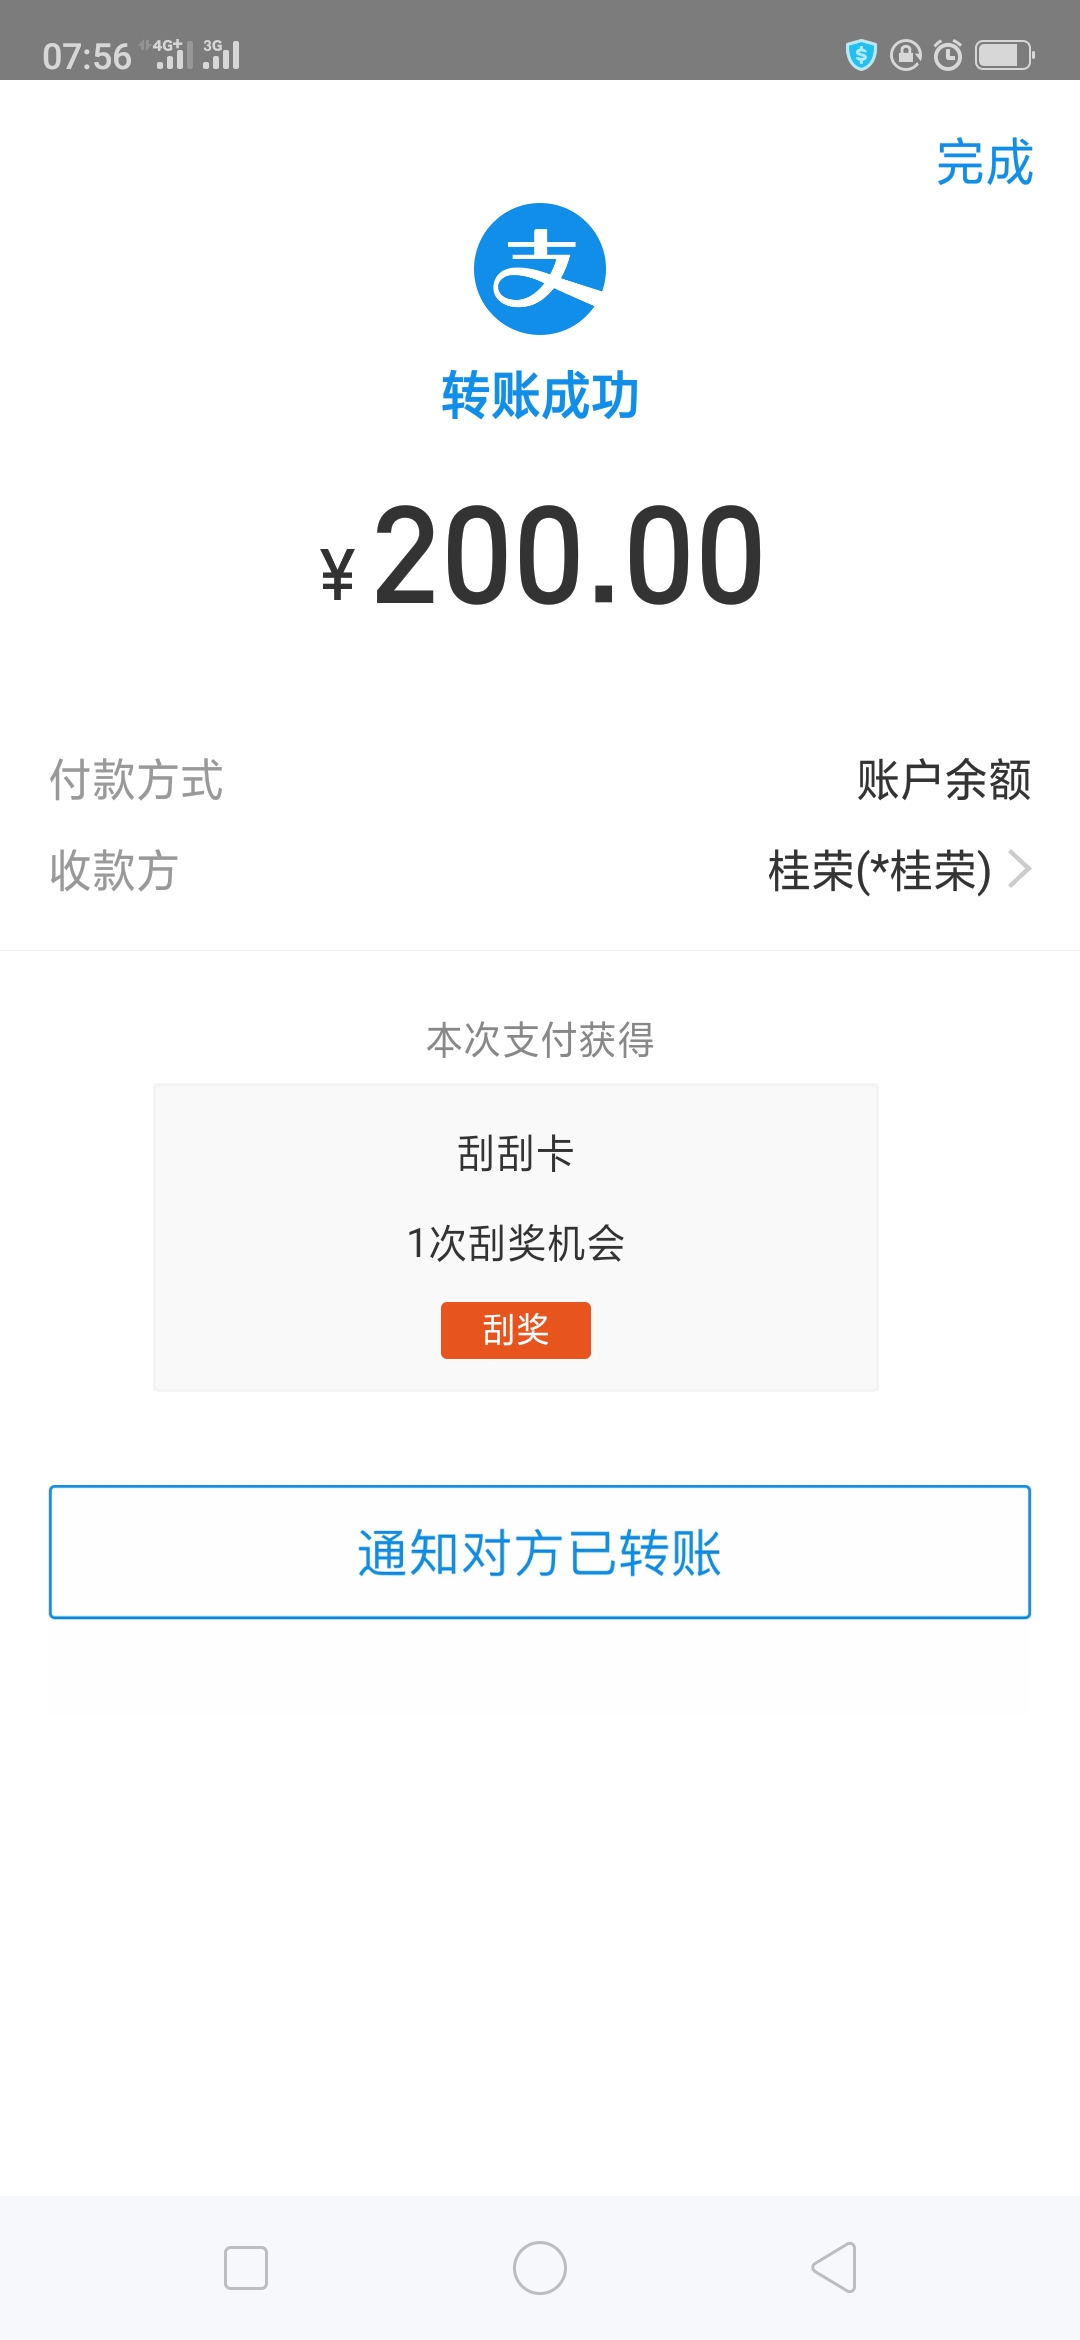 07:56 4G+ 3G
完成
支
转账成功
¥200.00
付款方式 账户余额
收款方 桂荣(*桂荣)
本次支付获得
刮刮卡
1次刮奖机会
刮奖
通知对方已转账